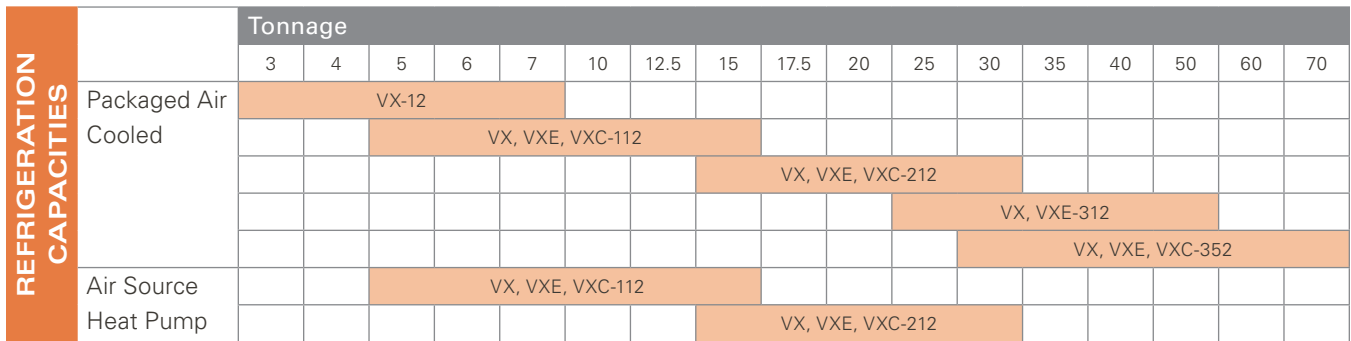 REFRIGERATION
CAPACITIES
Tonnage
3 4 5 6 7 10 12.5 15 17.5 20 25 30 35 40 50 60 70
Packaged Air
Cooled
VX-12
VX, VXE, VXC-112
VX, VXE, VXC-212
VX, VXE-312
VX, VXE, VXC-352
Air Source
Heat Pump
VX, VXE, VXC-112
VX, VXE, VXC-212